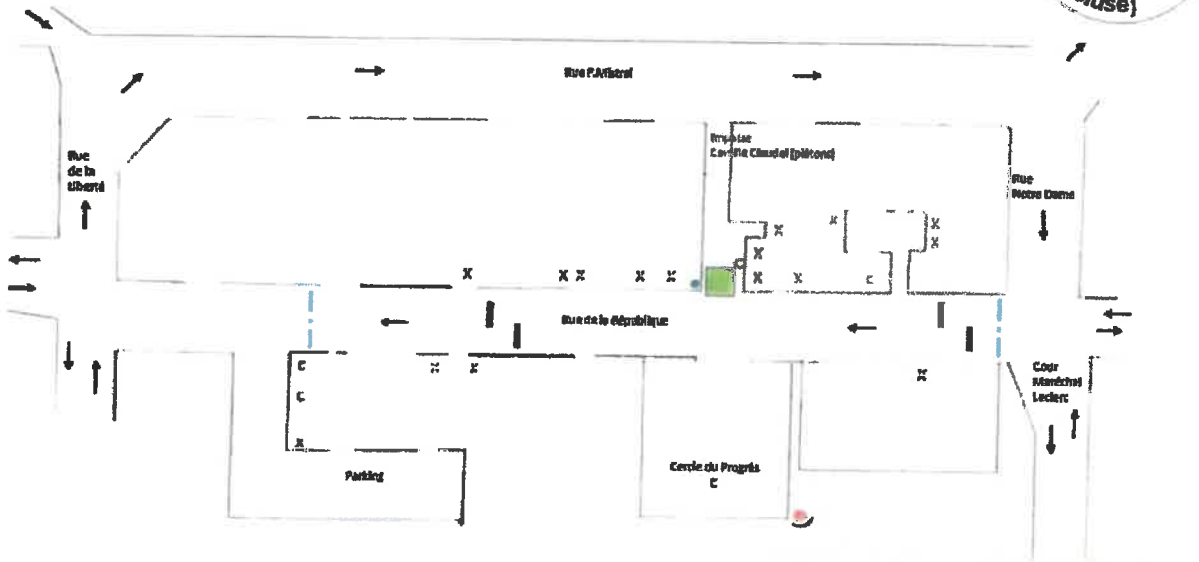 Rue P.Mistral
Impasse
Camille Claudel (piétons)
Rue
de la
Liberté
Rue
Notre Dame
X
X
X
X
X
C
X
X
X
X
X
X
X
X
C
Rue de la République
C
X
X
X
Cour
Maréchal
Leclerc
C
X
Parking
Cercle du Progrès
C